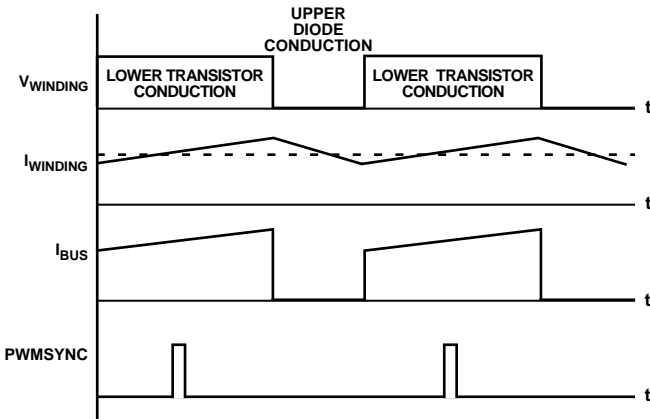 UPPER
DIODE
CONDUCTION
VWINDING
LOWER TRANSISTOR
CONDUCTION
LOWER TRANSISTOR
CONDUCTION
t
IWINDING
t
IBUS
t
PWMSYNC
t